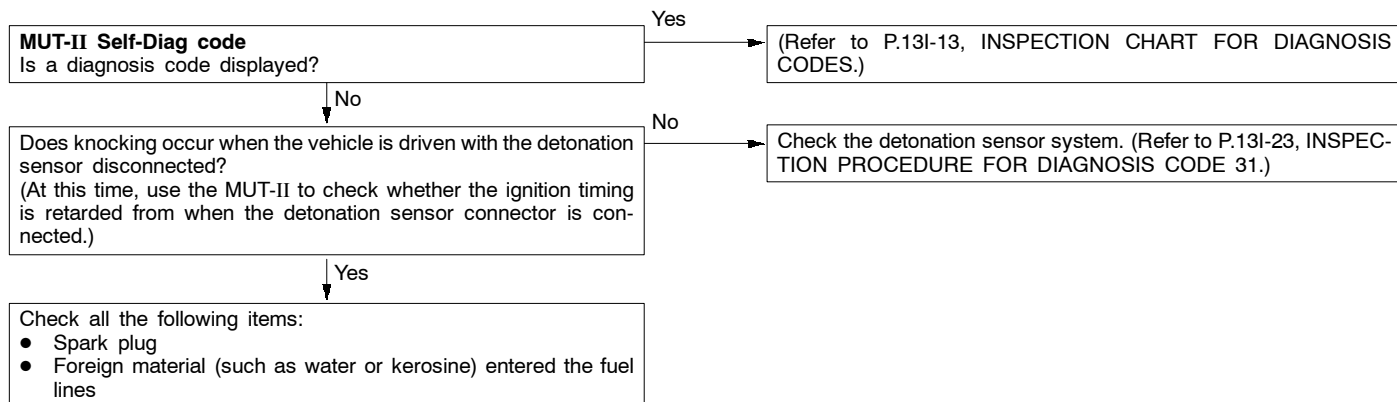 MUT-II Self-Diag code
Is a diagnosis code displayed?
Yes
(Refer to P.13I-13, INSPECTION CHART FOR DIAGNOSIS
CODES.)
No
Does knocking occur when the vehicle is driven with the detonation
sensor disconnected?
(At this time, use the MUT-II to check whether the ignition timing
is retarded from when the detonation sensor connector is con-
nected.)
No
Check the detonation sensor system. (Refer to P.13I-23, INSPEC-
TION PROCEDURE FOR DIAGNOSIS CODE 31.)
Yes
Check all the following items:
● Spark plug
● Foreign material (such as water or kerosine) entered the fuel
lines